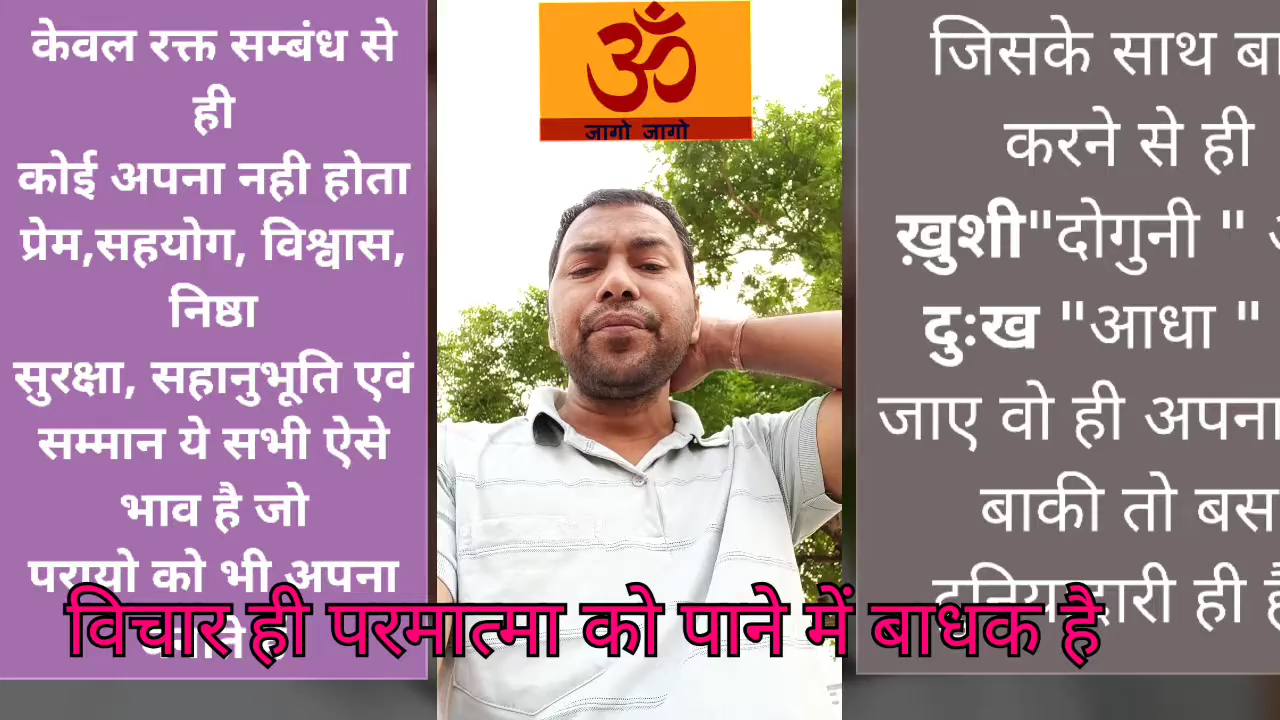 केवल रक्त सम्बंध से
ही
कोई अपना नही होता
प्रेम,सहयोग, विश्वास,
निष्ठा
सुरक्षा, सहानुभूति एवं
सम्मान ये सभी ऐसे
भाव है जो
परायो को भी अपना
ॐ
जागो जागो
जिसके साथ
करने से ही
ख़ुशी"दोगुनी "
दुःख "आधा "
जाए वो ही अपना
बाकी तो बस
दुनियादारी ही
विचार ही परमात्मा को पाने में बाधक है